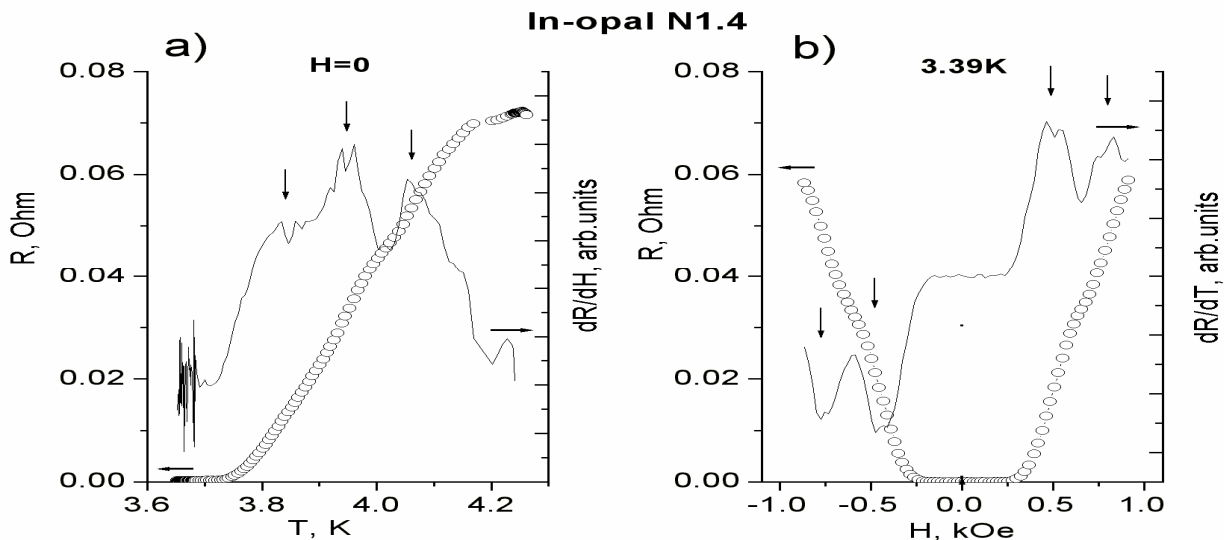 In-opal N1.4
a)
H=0
0.08
0.06
0.04
0.02
0.00
R, Ohm
3.6
3.8
4.0
4.2
T, K
dR/dH, arb.units
b)
3.39K
0.08
0.06
0.04
0.02
0.00
R, Ohm
-1.0
-0.5
0.0
0.5
1.0
H, kOe
dR/dT, arb.units